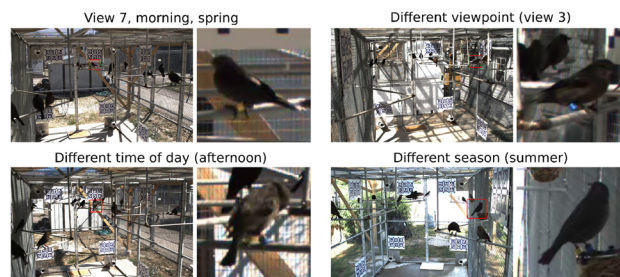 View 7, morning, spring
Different viewpoint (view 3)
Different time of day (afternoon)
Different season (summer)